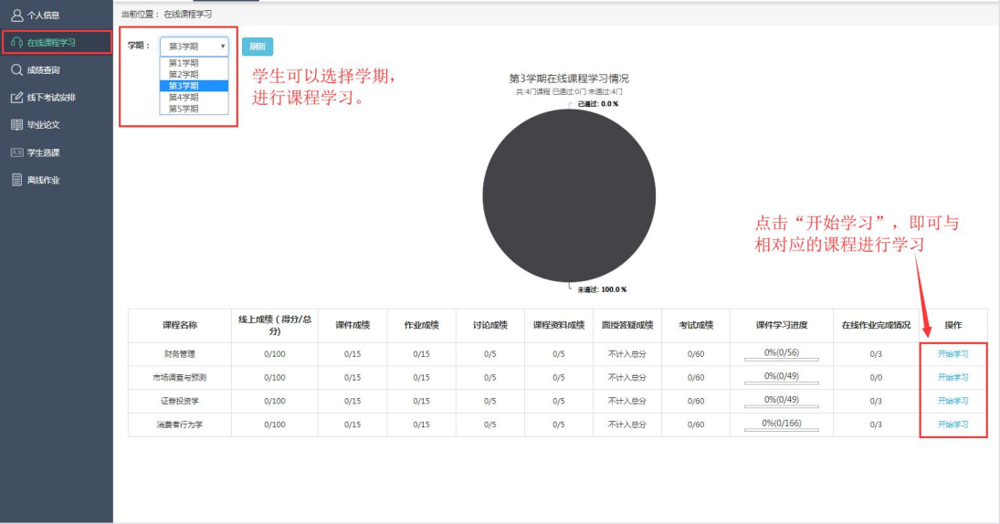 个人信息
在线课程学习
成绩查询
线下考试安排
毕业论文
学生选课
离线作业
当前位置： 在线课程学习
学期： 第3学期 刷新
第1学期
第2学期
第3学期
第4学期
第5学期
学生可以选择学期，
进行课程学习。
第3学期在线课程学习情况
共:4门课程 已通过:0门 未通过:4门
已通过: 0.0 %
未通过: 100.0 %
点击“开始学习”，即可与
相对应的课程进行学习
课程名称 线上成绩 ( 得分/总分) 课件成绩 作业成绩 讨论成绩 课程资料成绩 面授答疑成绩 考试成绩 课件学习进度 在线作业完成情况 操作
财务管理 0/100 0/15 0/15 0/5 0/5 不计入总分 0/60 0%(0/56) 0/3 开始学习
市场调查与预测 0/100 0/15 0/15 0/5 0/5 不计入总分 0/60 0%(0/49) 0/0 开始学习
证券投资学 0/100 0/15 0/15 0/5 0/5 不计入总分 0/60 0%(0/49) 0/3 开始学习
消费者行为学 0/100 0/15 0/15 0/5 0/5 不计入总分 0/60 0%(0/166) 0/3 开始学习